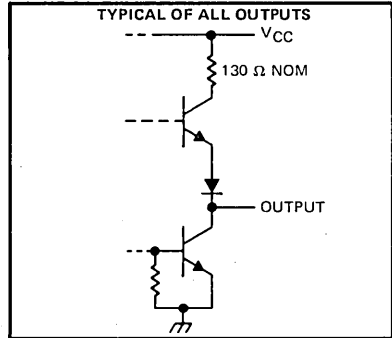 TYPICAL OF ALL OUTPUTS
VCC
130 Ω NOM
OUTPUT